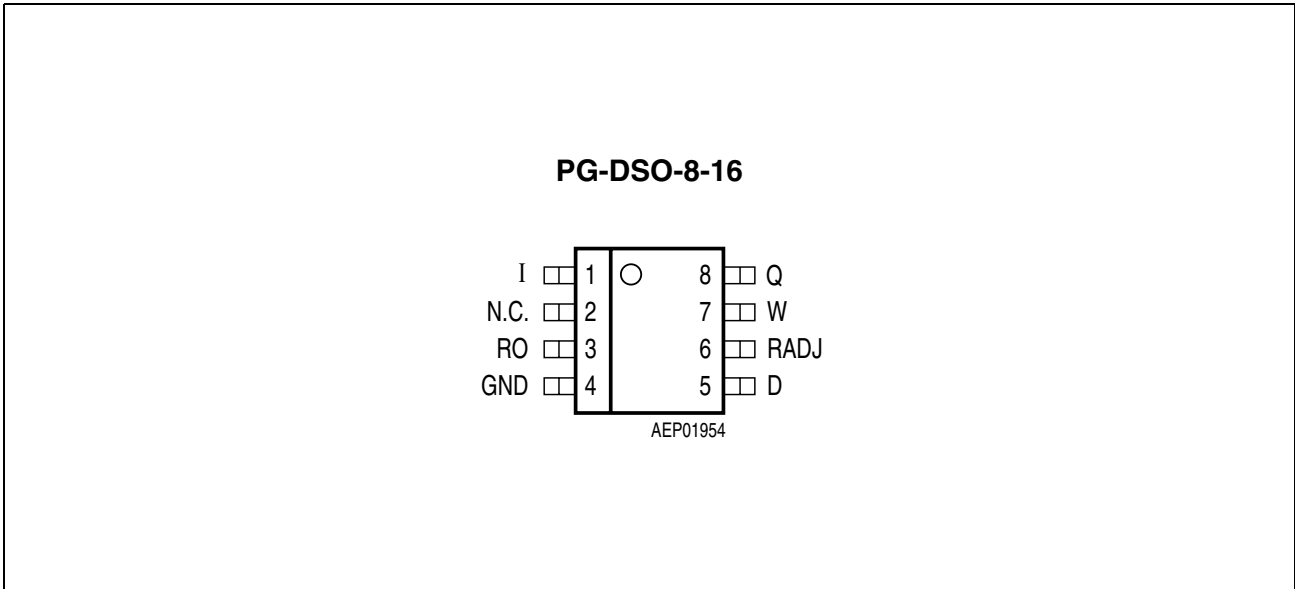 PG-DSO-8-16
I 1 8 Q
N.C. 2 7 W
RO 3 6 RADJ
GND 4 5 D
AEP01954